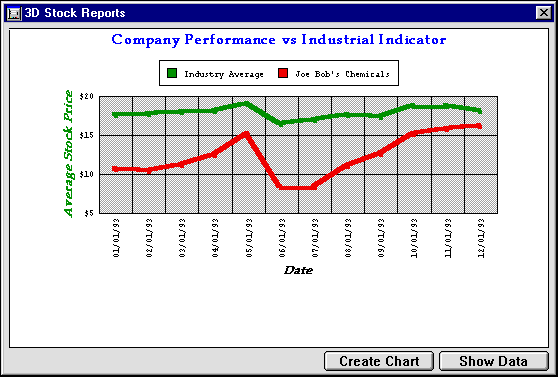 3D Stock Reports
Company Performance vs Industrial Indicator
Industry Average Joe Bob's Chemicals
Average Stock Price
$20
$15
$10
$5
01/01/93 02/01/93 03/01/93 04/01/93 05/01/93 06/01/93 07/01/93 08/01/93 09/01/93 10/01/93 11/01/93 12/01/93
Date
Create Chart Show Data